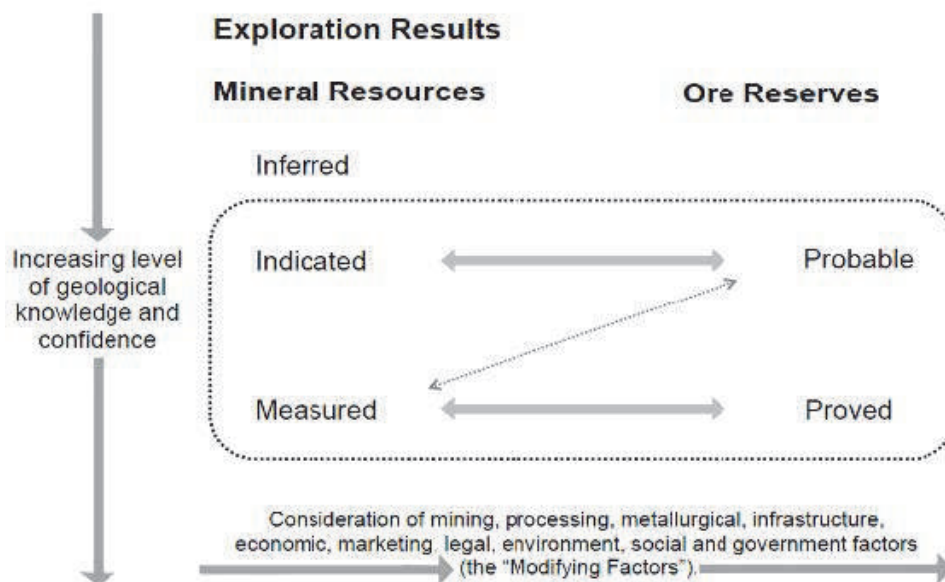 Exploration Results
Mineral Resources
Ore Reserves
Inferred
Increasing level
of geological
knowledge and
confidence
Indicated
Probable
Measured
Proved
Consideration of mining, processing, metallurgical, infrastructure,
economic, marketing, legal, environment, social and government factors
(the "Modifying Factors").